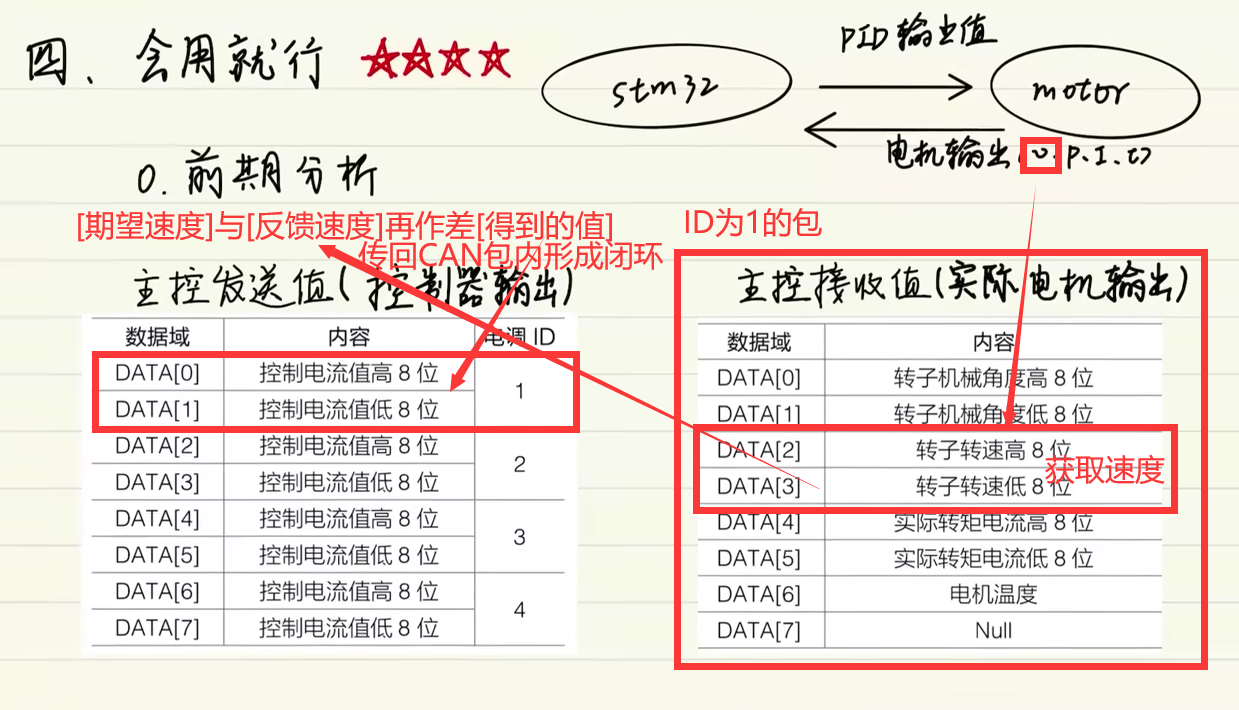 四、会用就行
stm32
PID 输出值
motor
电机输出(v.P.I.t)
0.前期分析
[期望速度]与[反馈速度]再作差[得到的值]
传回CAN包内形成闭环
ID为1的包
主控发送值(控制器输出)
数据域 内容 电调 ID
DATA[0] 控制电流值高 8 位 1
DATA[1] 控制电流值低 8 位
DATA[2] 控制电流值高 8 位 2
DATA[3] 控制电流值低 8 位
DATA[4] 控制电流值高 8 位 3
DATA[5] 控制电流值低 8 位
DATA[6] 控制电流值高 8 位 4
DATA[7] 控制电流值低 8 位
主控接收值(实际电机输出)
数据域 内容
DATA[0] 转子机械角度高 8 位
DATA[1] 转子机械角度低 8 位
DATA[2] 转子转速高 8 位
DATA[3] 转子转速低 8 位
获取速度
DATA[4] 实际转矩电流高 8 位
DATA[5] 实际转矩电流低 8 位
DATA[6] 电机温度
DATA[7] Null